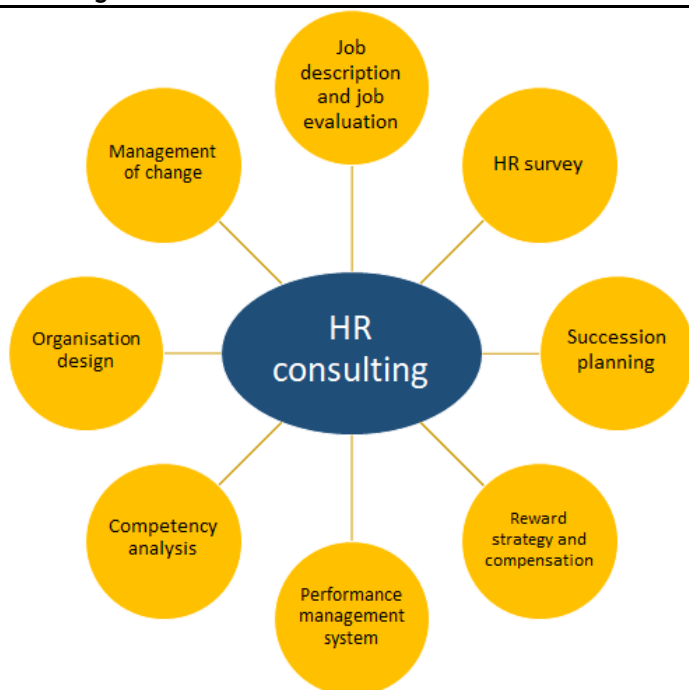 Job
description
and job
evaluation
HR survey
Succession
planning
Reward
strategy and
compensation
Performance
management
system
Competency
analysis
Organisation
design
Management
of change
HR
consulting